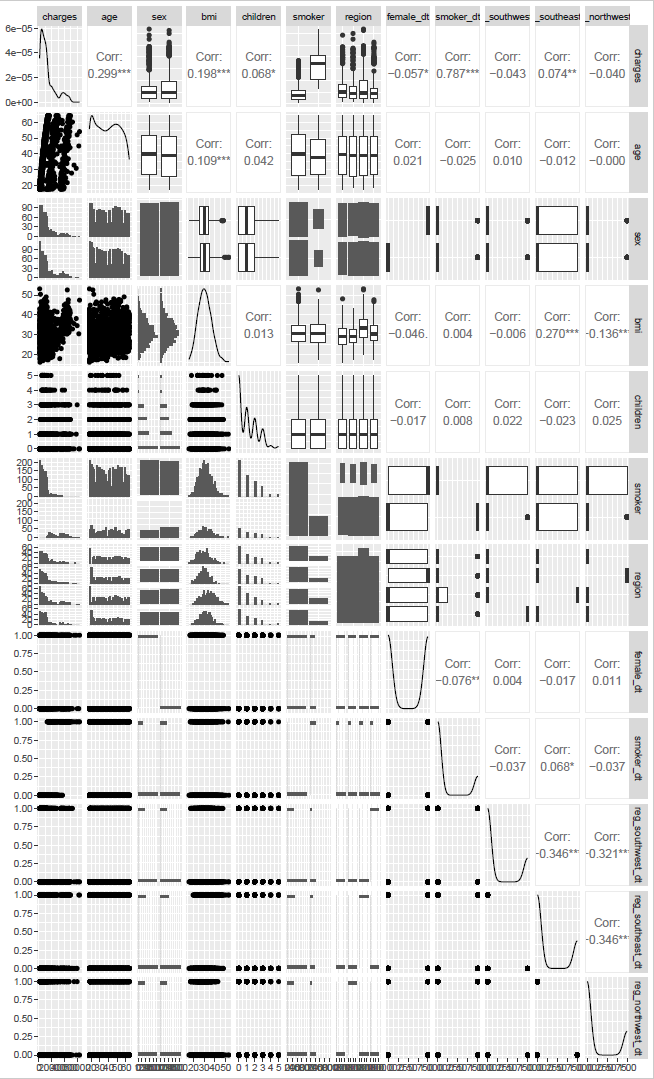 charges age sex bmi children smoker region female_dt smoker_dt _southwest _southeast _northwest
6e−05
4e−05
2e−05
0e+00
Corr: Corr: Corr: Corr: Corr: Corr: Corr: Corr:
0.299*** 0.198*** 0.068* −0.057* 0.787*** −0.043 0.074** −0.040
charges
60
50
40
30
20
Corr: Corr: Corr: Corr: Corr: Corr: Corr:
0.109*** 0.042 0.021 −0.025 0.010 −0.012 −0.000
age
90
60
30
0
90
60
30
0
sex
50
40
30
20
Corr: Corr: Corr: Corr: Corr: Corr:
0.013 −0.046. 0.004 −0.006 0.270*** −0.136***
bmi
5
4
3
2
1
0
Corr: Corr: Corr: Corr: Corr:
−0.017 0.008 0.022 −0.023 0.025
children
200
150
100
50
0
200
150
100
50
0
smoker
region
1.00
0.75
0.50
0.25
0.00
Corr: Corr: Corr: Corr:
−0.076** 0.004 −0.017 0.011
female_dt
1.00
0.75
0.50
0.25
0.00
Corr: Corr: Corr:
−0.037 0.068* −0.037
smoker_dt
1.00
0.75
0.50
0.25
0.00
Corr: Corr:
−0.346** −0.321**
reg_southwest_dt
1.00
0.75
0.50
0.25
0.00
Corr:
−0.346**
reg_southeast_dt
1.00
0.75
0.50
0.25
0.00
reg_northwest_dt
0 1 2 3 4 5